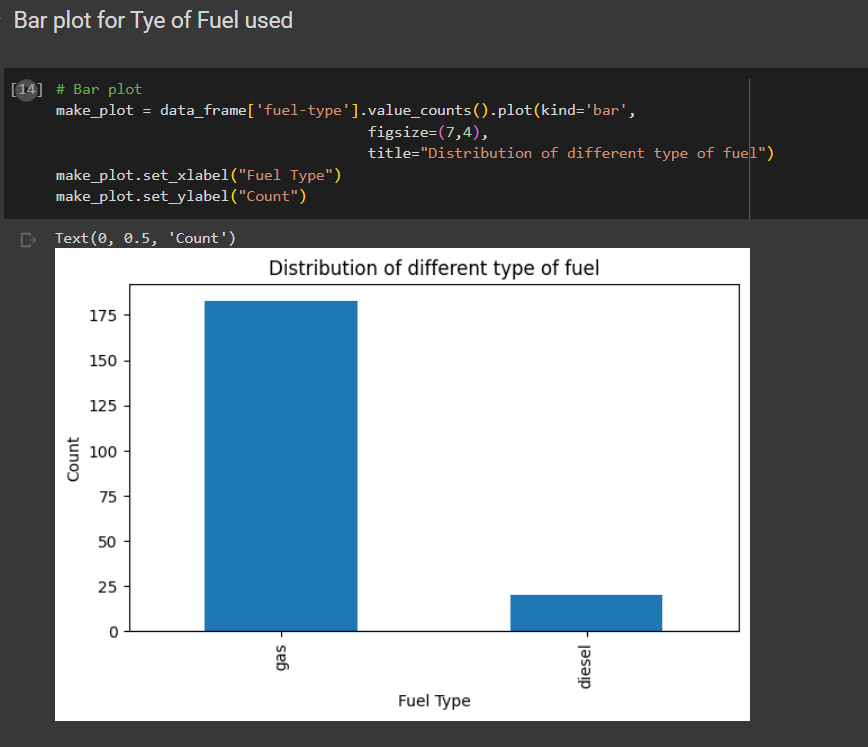 Bar plot for Tye of Fuel used
[14] # Bar plot
make_plot = data_frame['fuel-type'].value_counts().plot(kind='bar',
figsize=(7,4),
title="Distribution of different type of fuel")
make_plot.set_xlabel("Fuel Type")
make_plot.set_ylabel("Count")
Text(0, 0.5, 'Count')
Distribution of different type of fuel
175
150
125
100
75
50
25
0
Count
gas
diesel
Fuel Type